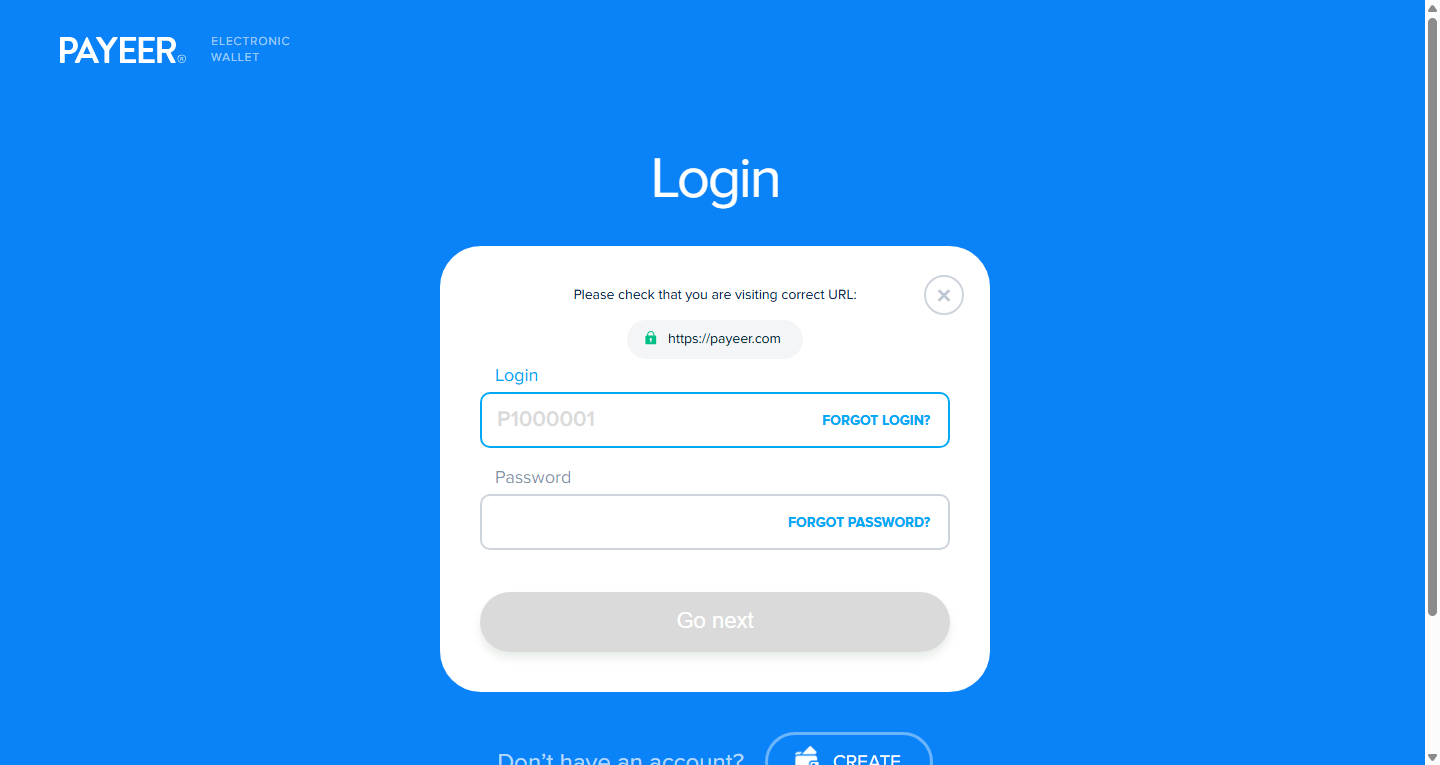 PAYEER®
ELECTRONIC
WALLET
Login
Please check that you are visiting correct URL:
https://payeer.com
Login
P1000001
FORGOT LOGIN?
Password
FORGOT PASSWORD?
Go next
Don't have an account?
CREATE